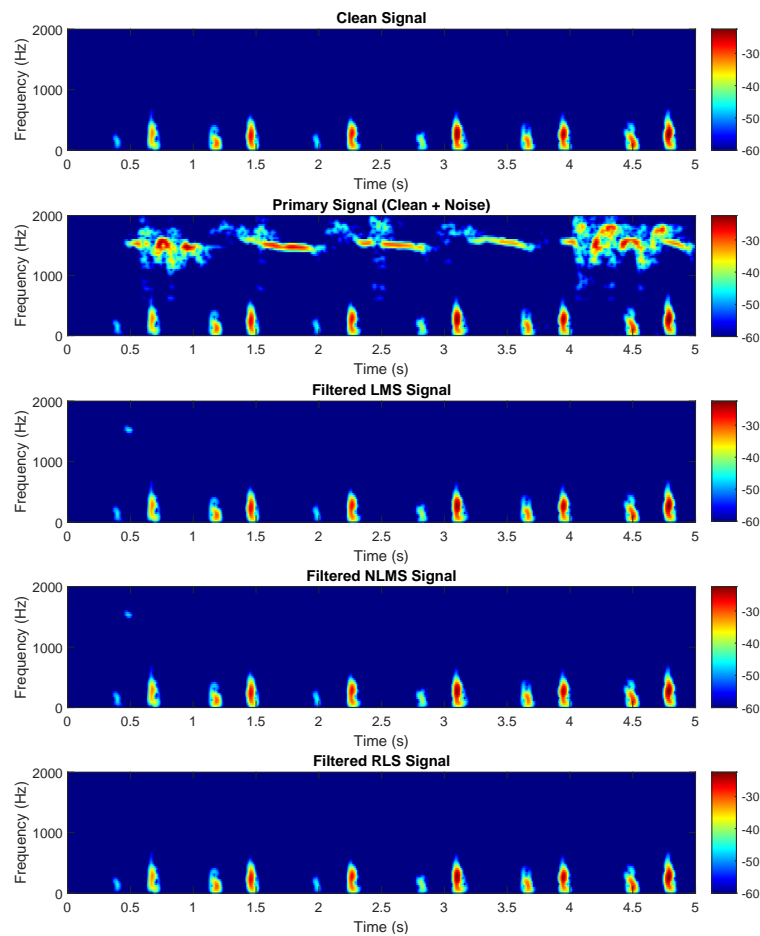 Clean Signal
2000
1000
0
Frequency (Hz)
0 0.5 1 1.5 2 2.5 3 3.5 4 4.5 5
Time (s)
-30
-40
-50
-60
Primary Signal (Clean + Noise)
2000
1000
0
Frequency (Hz)
0 0.5 1 1.5 2 2.5 3 3.5 4 4.5 5
Time (s)
-30
-40
-50
-60
Filtered LMS Signal
2000
1000
0
Frequency (Hz)
0 0.5 1 1.5 2 2.5 3 3.5 4 4.5 5
Time (s)
-30
-40
-50
-60
Filtered NLMS Signal
2000
1000
0
Frequency (Hz)
0 0.5 1 1.5 2 2.5 3 3.5 4 4.5 5
Time (s)
-30
-40
-50
-60
Filtered RLS Signal
2000
1000
0
Frequency (Hz)
0 0.5 1 1.5 2 2.5 3 3.5 4 4.5 5
Time (s)
-30
-40
-50
-60